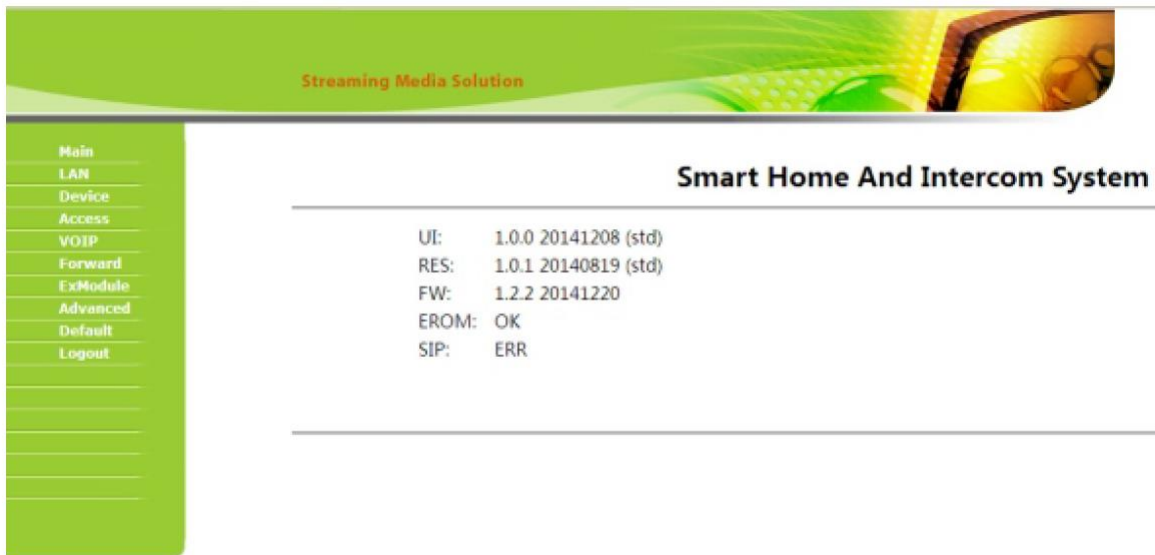 Streaming Media Solution
Main
LAN
Device
Access
VOIP
Forward
ExModule
Advanced
Default
Logout
Smart Home And Intercom System
UI: 1.0.0 20141208 (std)
RES: 1.0.1 20140819 (std)
FW: 1.2.2 20141220
EROM: OK
SIP: ERR